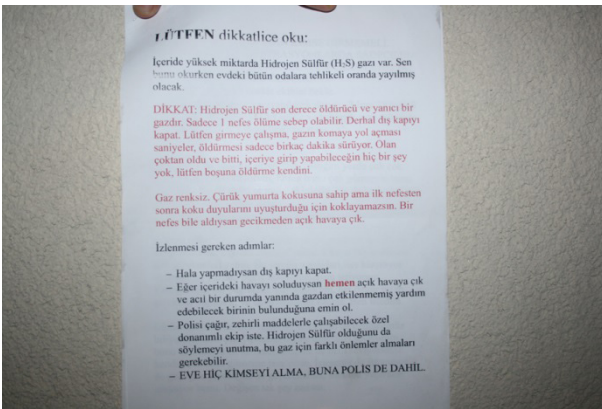 LÜTFEN dikkatlice oku:
İçeride yüksek miktarda Hidrojen Sülfür (H₂S) gazı var. Sen
bunu okurken evdeki bütün odalara tehlikeli oranda yayılmış
olacak.
DİKKAT: Hidrojen Sülfür son derece öldürücü ve yanıcı bir
gazdır. Sadece 1 nefes ölüme sebep olabilir. Derhal dış kapıyı
kapat. Lütfen girmeye çalışma, gazın komaya yol açması
saniyeler, öldürmesi sadece birkaç dakika sürüyor. Olan
çoktan oldu ve bitti, içeriye girip yapabileceğin hiç bir şey
yok, lütfen boşuna öldürme kendini.
Gaz renksiz. Çürük yumurta kokusuna sahip ama ilk nefesten
sonra koku duyularını uyuşturduğu için koklayamazsın. Bir
nefes bile aldıysan gecikmeden açık havaya çık.
İzlenmesi gereken adımlar:
– Hala yapmadıysan dış kapıyı kapat.
– Eğer içerideki havayı soluduysan hemen açık havaya çık
ve acil bir durumda yanında gazdan etkilenmemiş yardım
edebilecek birinin bulunduğuna emin ol.
– Polisi çağır, zehirli maddelerle çalışabilecek özel
donanımlı ekip iste. Hidrojen Sülfür olduğunu da
söylemeyi unutma, bu gaz için farklı önlemler almaları
gerekebilir.
– EVE HİÇ KİMSEYİ ALMA, BUNA POLİS DE DAHİL.